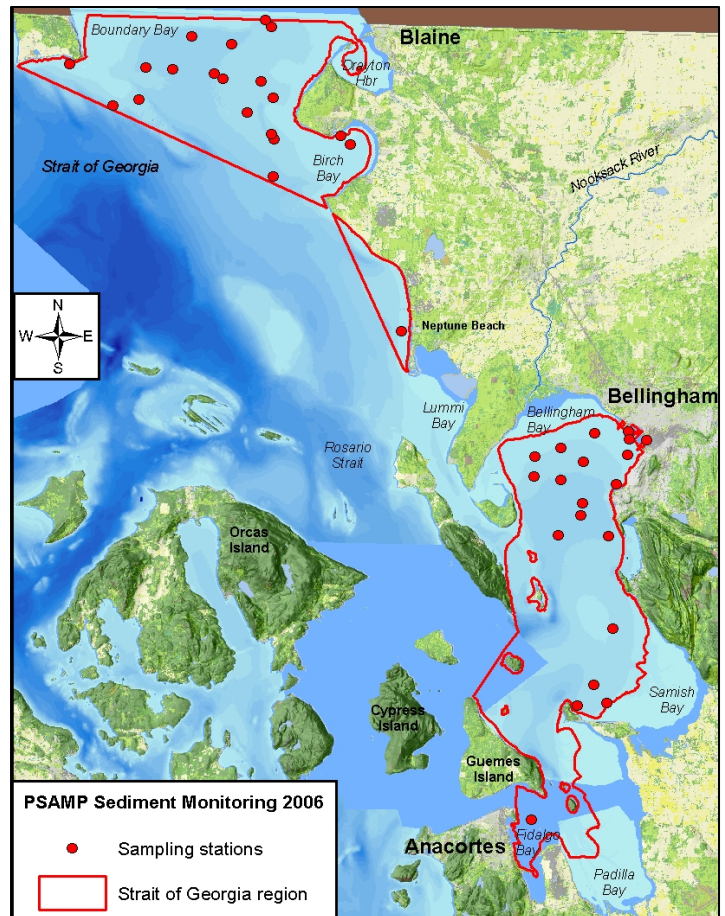 Boundary Bay
Blaine
Drayton
Hbr
Strait of Georgia
Birch
Bay
Nooksack River
N
W E
S
Neptune Beach
Bellingham
Lummi
Bay
Bellingham
Bay
Rosario
Strait
Orcas
Island
Samish
Bay
Cypress
Island
Guemes
Island
Anacortes
Fidalgo
Bay
Padilla
Bay
PSAMP Sediment Monitoring 2006
Sampling stations
Strait of Georgia region